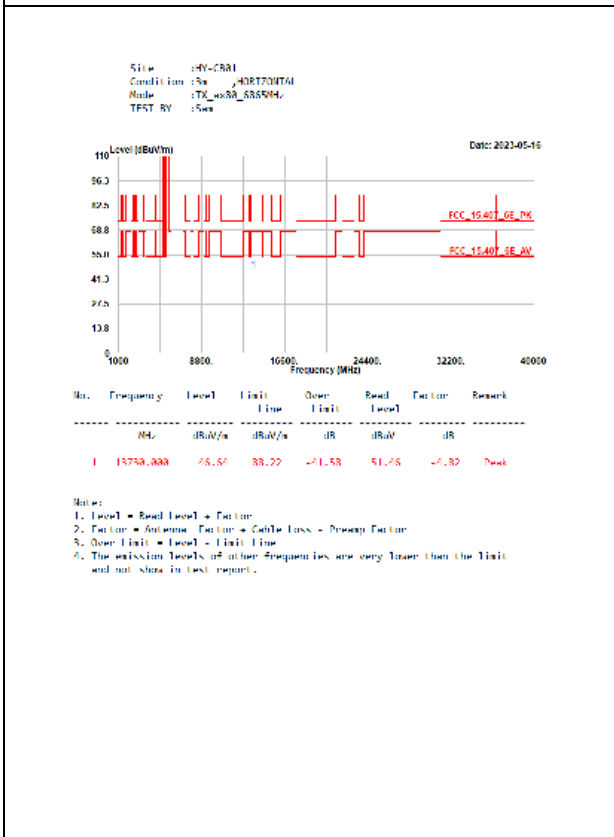 Site :HY-CB01
Condition :3m ,HORIZONTAL
Mode :TX_ax80_6865MHz
TEST BY :Sam
Level (dBuV/m) Date: 2023-05-16
110
96.3
82.5
68.8
55.0
41.3
27.5
13.8
0
FCC_15.407_6E_PK
FCC_15.407_6E_AV
1
1000 8800. 16600. 24400. 32200. 40000
Frequency (MHz)
No. Frequency Level Limit Over Read Factor Remark
Line Limit Level
MHz dBuV/m dBuV/m dB dBuV dB
1 13730.000 46.64 88.22 -41.58 51.46 -4.82 Peak
Note:
1. Level = Read Level + Factor
2. Factor = Antenna Factor + Cable Loss - Preamp Factor
3. Over Limit = Level - Limit Line
4. The emission levels of other frequencies are very lower than the limit
and not show in test report.